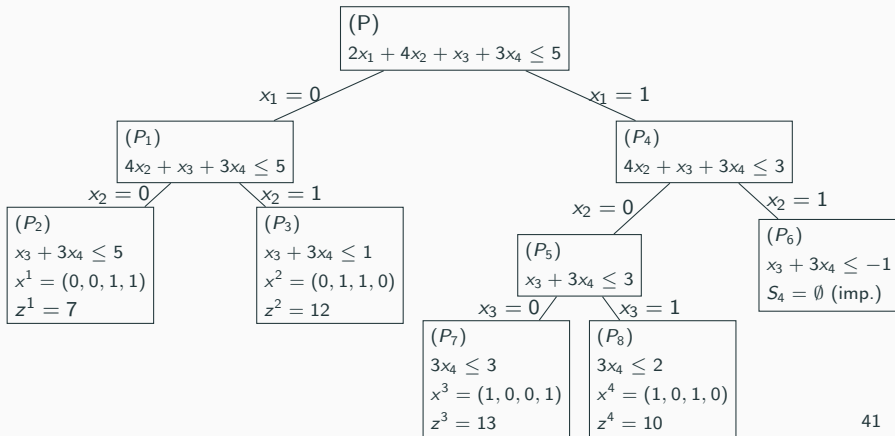 (P)
2x₁ + 4x₂ + x₃ + 3x₄ ≤ 5
x₁ = 0
x₁ = 1
(P₁)
4x₂ + x₃ + 3x₄ ≤ 5
(P₄)
4x₂ + x₃ + 3x₄ ≤ 3
x₂ = 0
x₂ = 1
x₂ = 0
x₂ = 1
(P₂)
x₃ + 3x₄ ≤ 5
x¹ = (0, 0, 1, 1)
z¹ = 7
(P₃)
x₃ + 3x₄ ≤ 1
x² = (0, 1, 1, 0)
z² = 12
(P₅)
x₃ + 3x₄ ≤ 3
(P₆)
x₃ + 3x₄ ≤ −1
S₄ = ∅ (imp.)
x₃ = 0
x₃ = 1
(P₇)
3x₄ ≤ 3
x³ = (1, 0, 0, 1)
z³ = 13
(P₈)
3x₄ ≤ 2
x⁴ = (1, 0, 1, 0)
z⁴ = 10
41